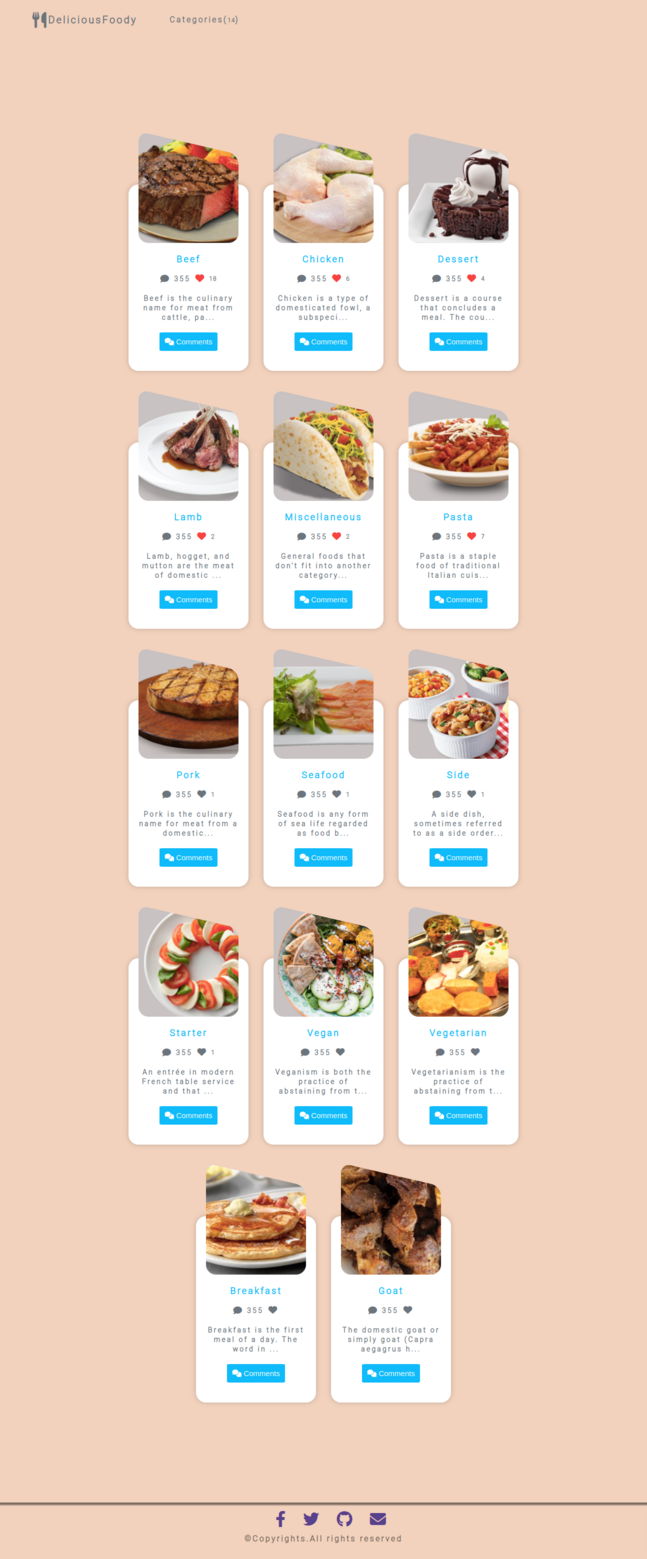 DeliciousFoody Categories(14)
Beef
355 18
Beef is the culinary
name for meat from
cattle, pa...
Comments
Chicken
355 6
Chicken is a type of
domesticated fowl, a
subspeci...
Comments
Dessert
355 4
Dessert is a course
that concludes a
meal. The cou...
Comments
Lamb
355 2
Lamb, hogget, and
mutton are the meat
of domestic ...
Comments
Miscellaneous
355 2
General foods that
don't fit into another
category...
Comments
Pasta
355 7
Pasta is a staple
food of traditional
Italian cuis...
Comments
Pork
355 1
Pork is the culinary
name for meat from a
domestic...
Comments
Seafood
355 1
Seafood is any form
of sea life regarded
as food b...
Comments
Side
355 1
A side dish,
sometimes referred
to as a side order...
Comments
Starter
355 1
An entrée in modern
French table service
and that ...
Comments
Vegan
355
Veganism is both the
practice of
abstaining from t...
Comments
Vegetarian
355
Vegetarianism is the
practice of
abstaining from t...
Comments
Breakfast
355
Breakfast is the first
meal of a day. The
word in ...
Comments
Goat
355
The domestic goat or
simply goat (Capra
aegagrus h...
Comments
©Copyrights.All rights reserved